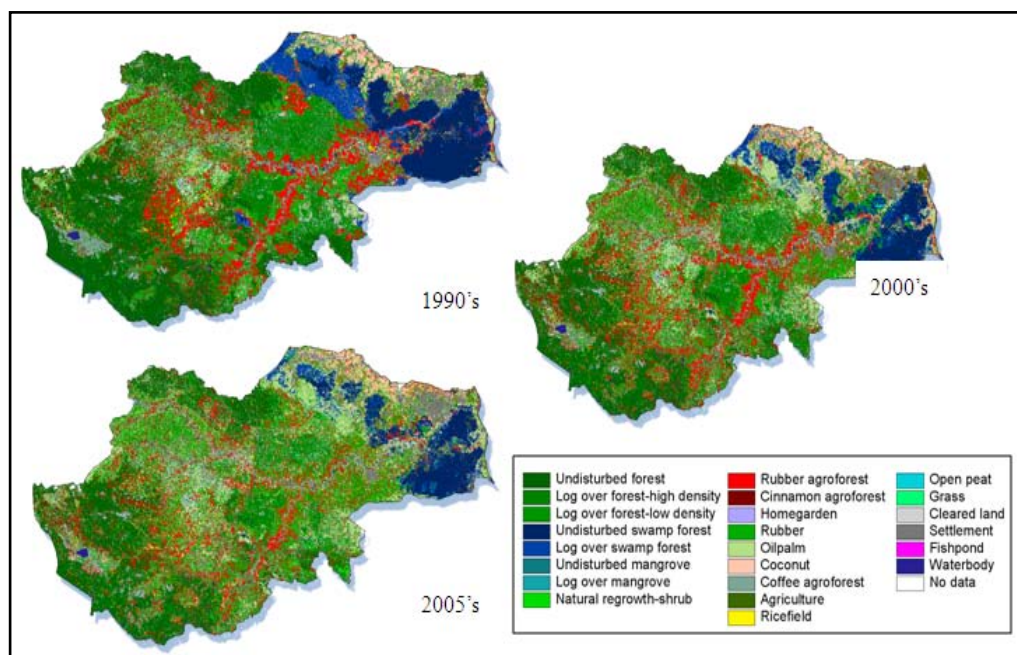 1990's
2000's
2005's
Undisturbed forest
Log over forest-high density
Log over forest-low density
Undisturbed swamp forest
Log over swamp forest
Undisturbed mangrove
Log over mangrove
Natural regrowth-shrub
Rubber agroforest
Cinnamon agroforest
Homegarden
Rubber
Oilpalm
Coconut
Coffee agroforest
Agriculture
Ricefield
Open peat
Grass
Cleared land
Settlement
Fishpond
Waterbody
No data